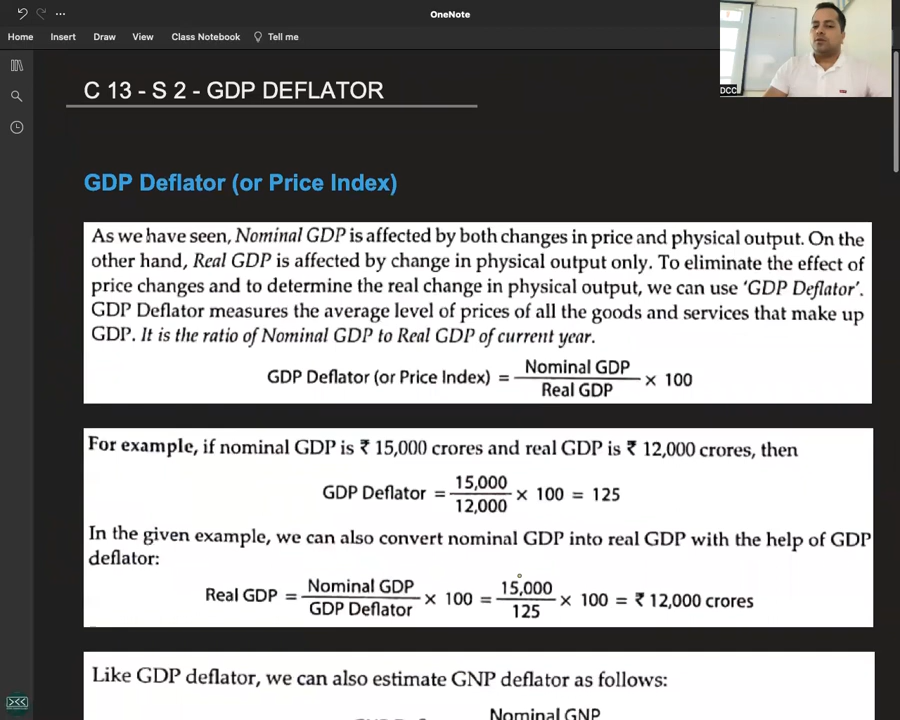 OneNote
Home Insert Draw View Class Notebook Tell me
DCC
C 13 - S 2 - GDP DEFLATOR
GDP Deflator (or Price Index)
As we have seen, Nominal GDP is affected by both changes in price and physical output. On the
other hand, Real GDP is affected by change in physical output only. To eliminate the effect of
price changes and to determine the real change in physical output, we can use 'GDP Deflator'.
GDP Deflator measures the average level of prices of all the goods and services that make up
GDP. It is the ratio of Nominal GDP to Real GDP of current year.
GDP Deflator (or Price Index) = Nominal GDP / Real GDP × 100
For example, if nominal GDP is ₹ 15,000 crores and real GDP is ₹ 12,000 crores, then
GDP Deflator = 15,000 / 12,000 × 100 = 125
In the given example, we can also convert nominal GDP into real GDP with the help of GDP
deflator:
Real GDP = Nominal GDP / GDP Deflator × 100 = 15,000 / 125 × 100 = ₹ 12,000 crores
Like GDP deflator, we can also estimate GNP deflator as follows:
Nominal GNP